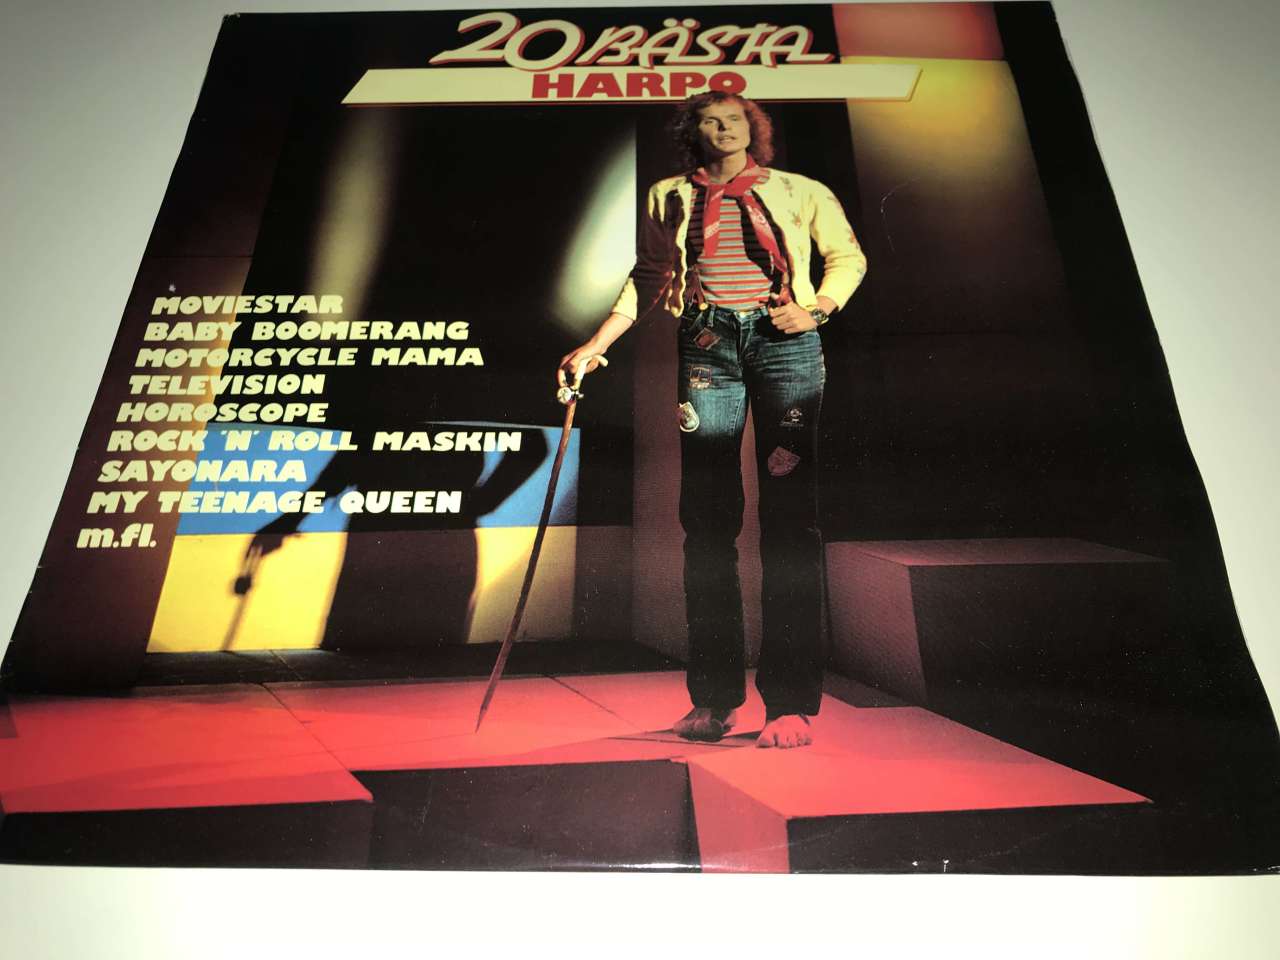 20 BÄSTA
HARPO
MOVIESTAR
BABY BOOMERANG
MOTORCYCLE MAMA
TELEVISION
HOROSCOPE
ROCK 'N' ROLL MASKIN
SAYONARA
MY TEENAGE QUEEN
m.fl.